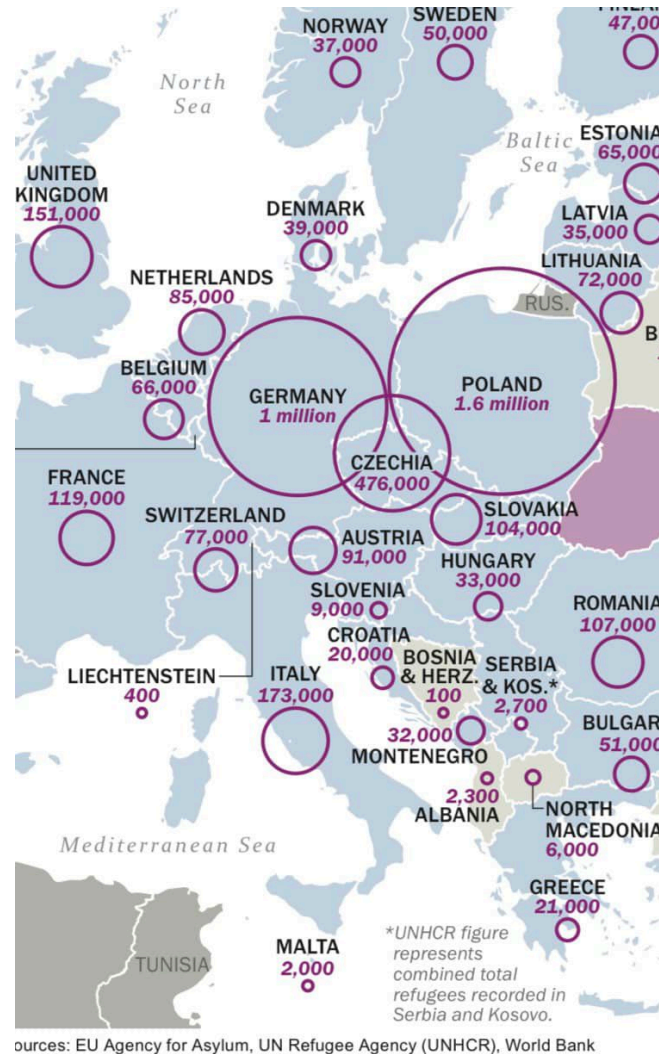 NORWAY
37,000
SWEDEN
50,000
47,000
North
Sea
Baltic
Sea
ESTONIA
65,000
UNITED
KINGDOM
151,000
DENMARK
39,000
LATVIA
35,000
NETHERLANDS
85,000
LITHUANIA
72,000
RUS.
B
BELGIUM
66,000
GERMANY
1 million
POLAND
1.6 million
CZECHIA
476,000
FRANCE
119,000
SWITZERLAND
77,000
AUSTRIA
91,000
SLOVAKIA
104,000
HUNGARY
33,000
SLOVENIA
9,000
ROMANIA
107,000
CROATIA
20,000
BOSNIA
& HERZ.
100
SERBIA
& KOS.*
2,700
LIECHTENSTEIN
400
ITALY
173,000
32,000
MONTENEGRO
BULGAR
51,000
2,300
ALBANIA
NORTH
MACEDONIA
6,000
Mediterranean Sea
GREECE
21,000
TUNISIA
MALTA
2,000
*UNHCR figure
represents
combined total
refugees recorded in
Serbia and Kosovo.
ources: EU Agency for Asylum, UN Refugee Agency (UNHCR), World Bank